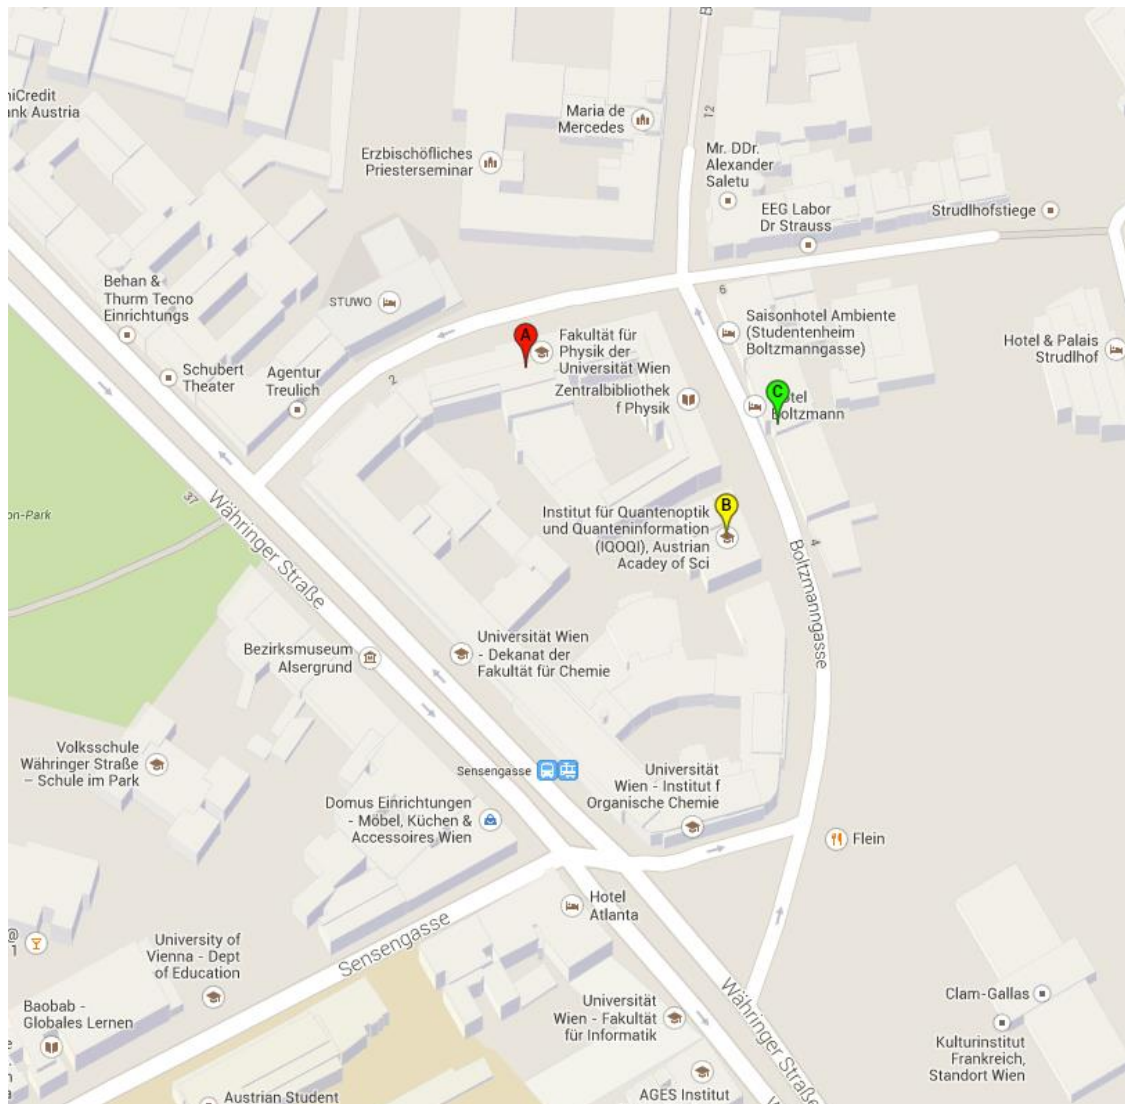 niCredit
nk Austria
Maria de
Mercedes
12
B
Erzbischöfliches
Priesterseminar
Mr. DDr.
Alexander
Saletu
EEG Labor
Dr Strauss
Strudlhofstiege
Behan &
Thurm Tecno
Einrichtungs
STUWO
6
A
Fakultät für
Physik der
Universität Wien
Saisonhotel Ambiente
(Studentenheim
Boltzmanngasse)
Hotel & Palais
Strudlhof
Schubert
Theater
Agentur
Treulich
2
Zentralbibliothek
f Physik
C
otel
Boltzmann
37
on-Park
Währinger Straße
B
Institut für Quantenoptik
und Quanteninformation
(IQOQI), Austrian
Acadey of Sci
4
Boltzmanngasse
Bezirksmuseum
Alsergrund
Universität Wien
- Dekanat der
Fakultät für Chemie
Volksschule
Währinger Straße
– Schule im Park
Sensengasse
Universität
Wien - Institut f
Organische Chemie
Domus Einrichtungen
- Möbel, Küchen &
Accessoires Wien
Flein
Hotel
Atlanta
Sensengasse
@
1
University of
Vienna - Dept
of Education
Baobab -
Globales Lernen
Universität
Wien - Fakultät
für Informatik
Währinger Straße
Clam-Gallas
Kulturinstitut
Frankreich,
Standort Wien
Austrian Student
AGES Institut